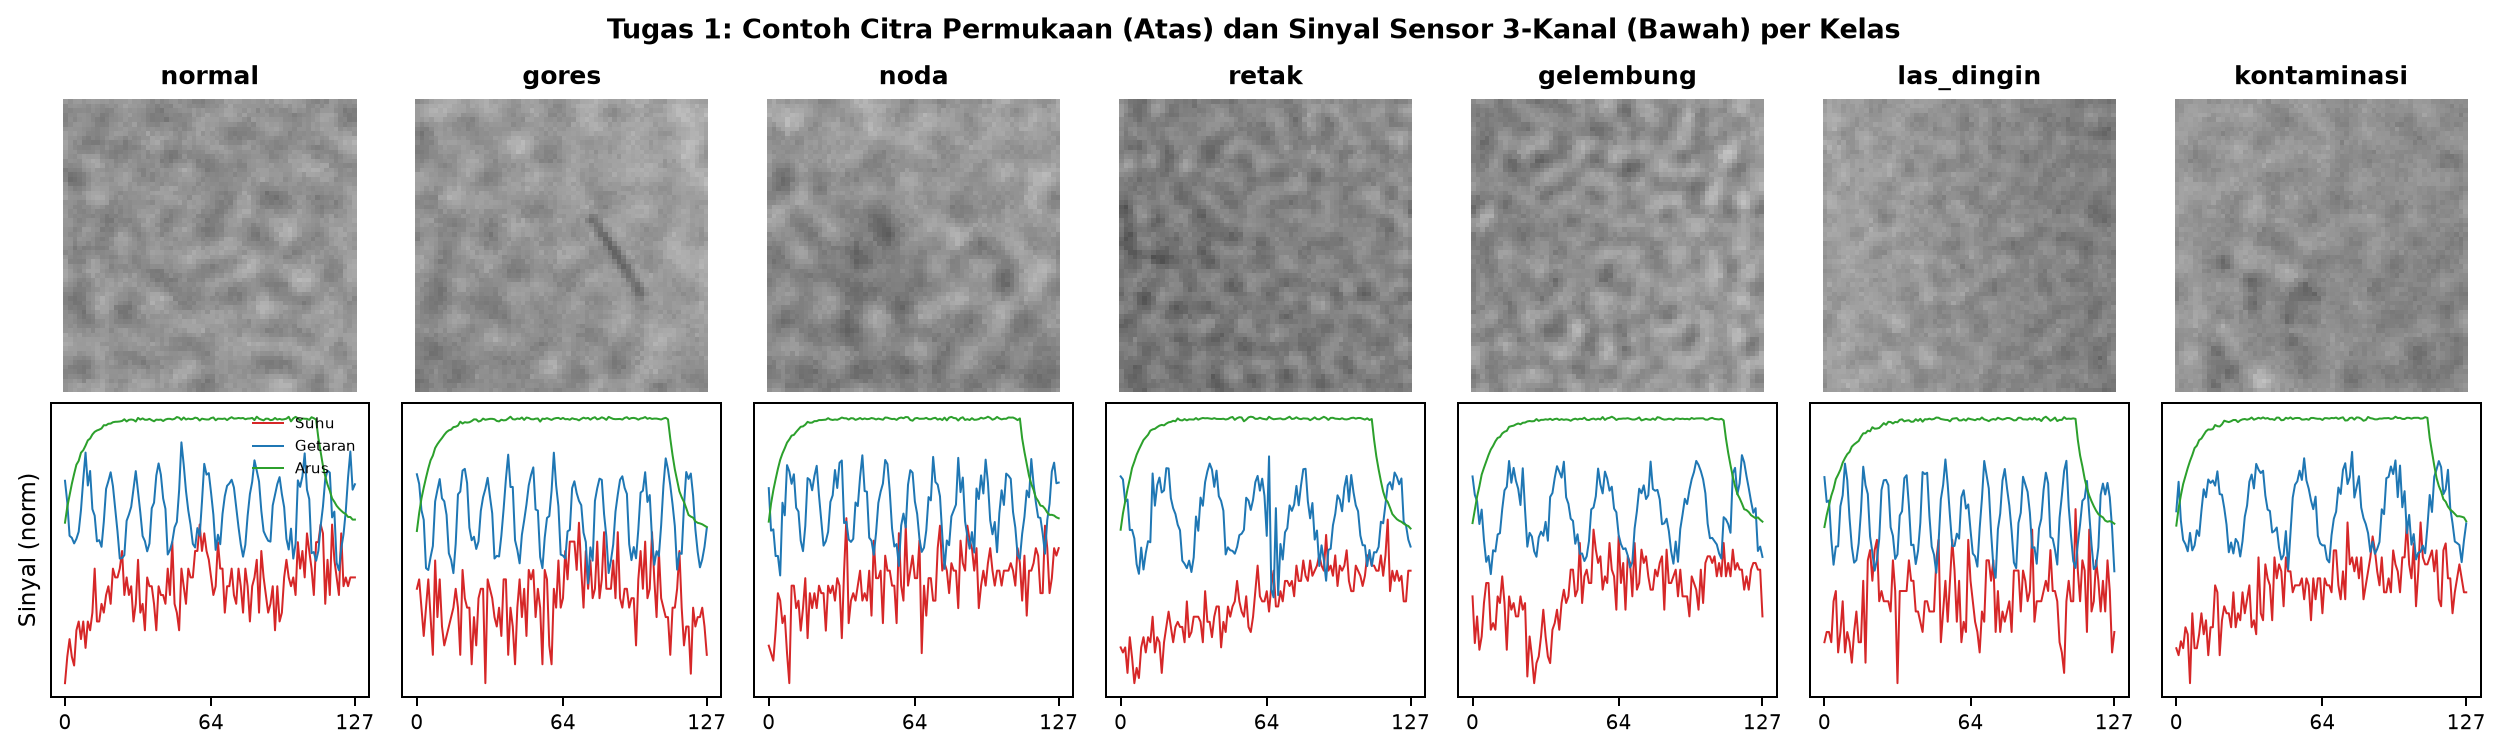 Tugas 1: Contoh Citra Permukaan (Atas) dan Sinyal Sensor 3-Kanal (Bawah) per Kelas
normal gores noda retak gelembung las_dingin kontaminasi
Sinyal (norm)
Suhu
Getaran
Arus
0 64 127 0 64 127 0 64 127 0 64 127 0 64 127 0 64 127 0 64 127